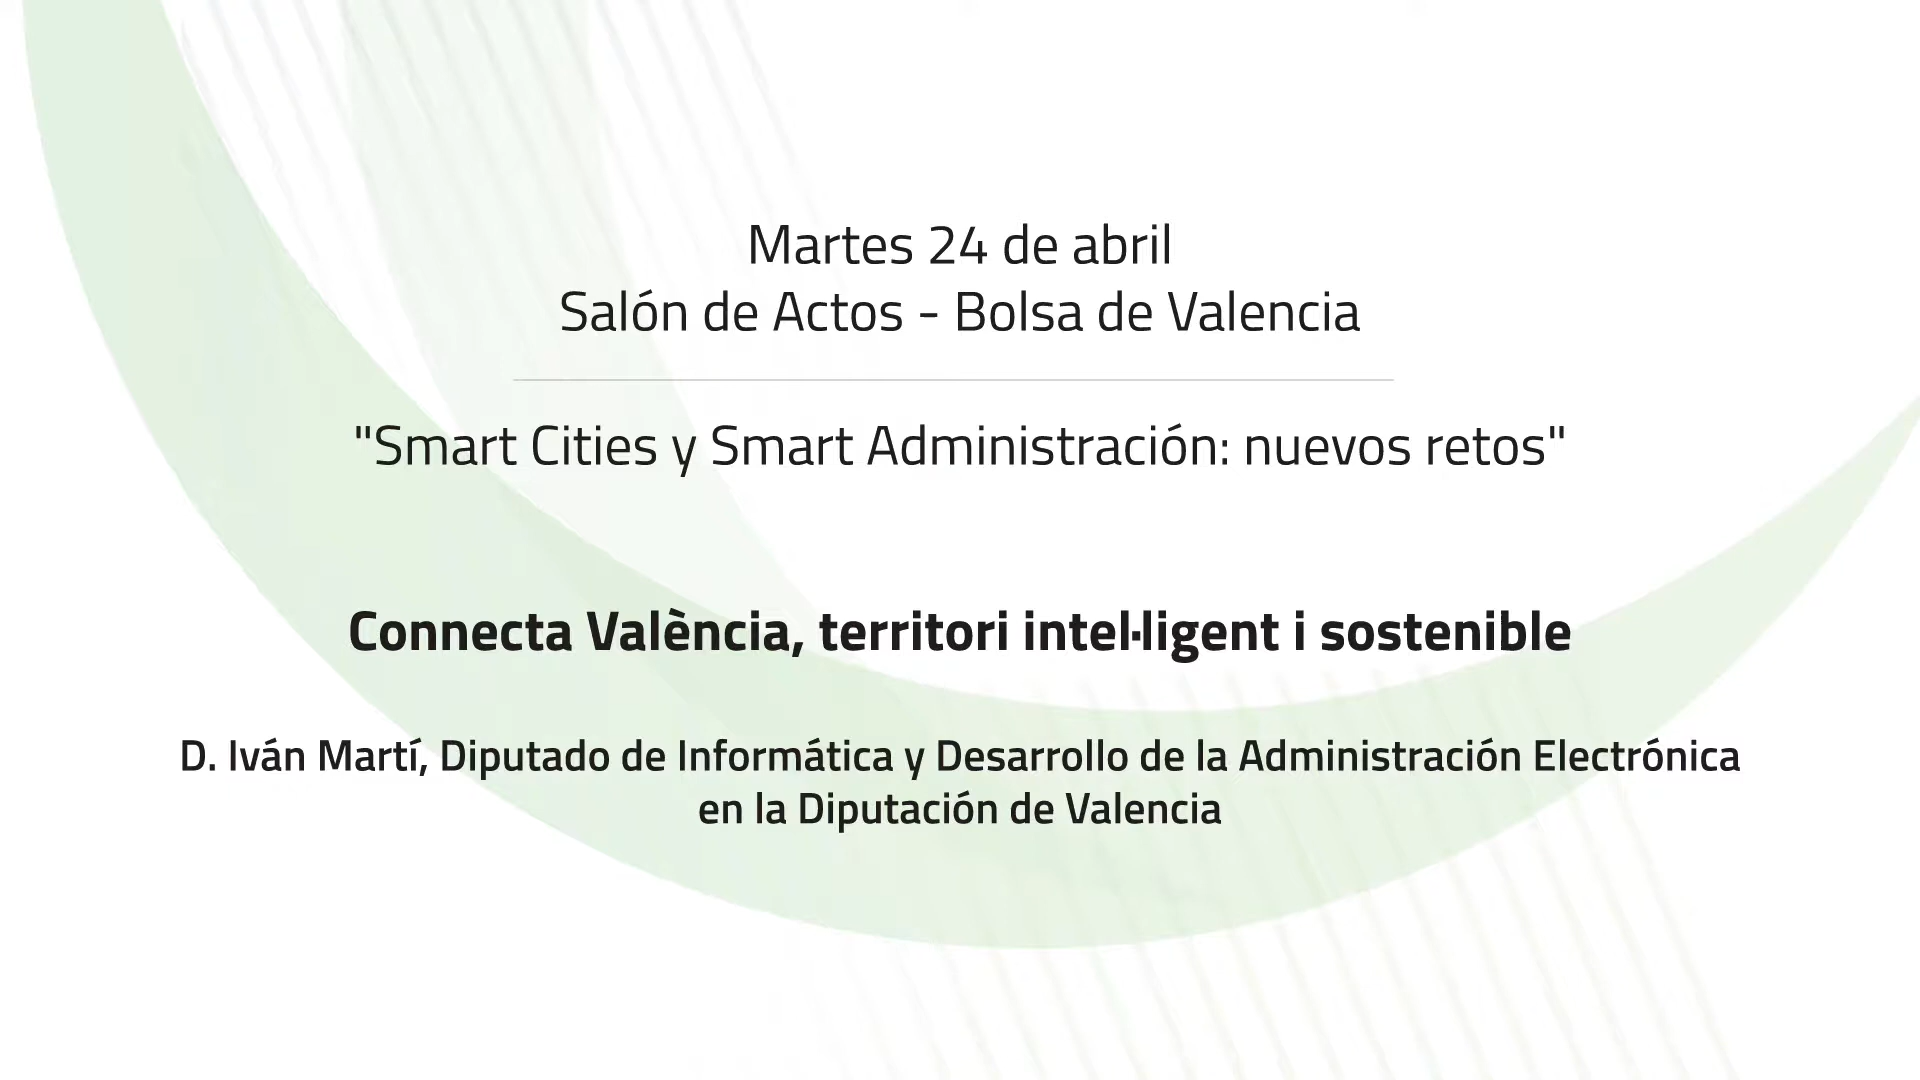 Martes 24 de abril
Salón de Actos - Bolsa de Valencia
"Smart Cities y Smart Administración: nuevos retos"
Connecta València, territori intel·ligent i sostenible
D. Iván Martí, Diputado de Informática y Desarrollo de la Administración Electrónica
en la Diputación de Valencia